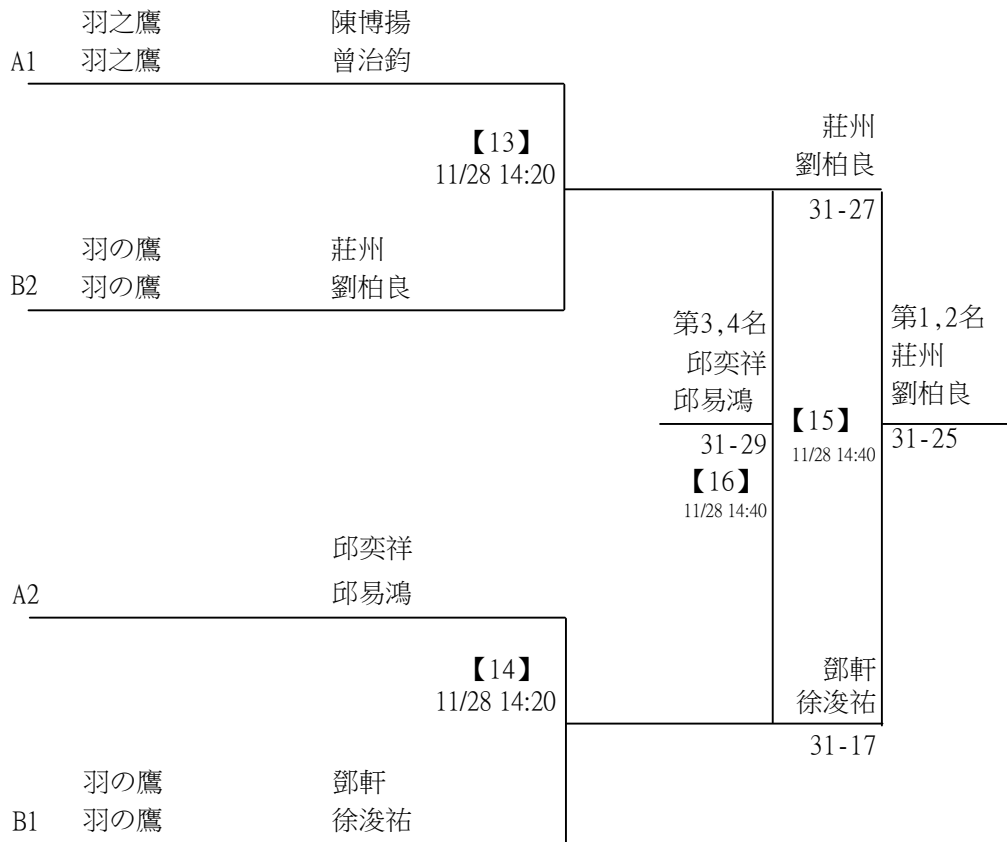 羽之鷹 陳博揚
A1 羽之鷹 曾治鈞
【13】
11/28 14:20
莊州
劉柏良
31-27
羽の鷹 莊州
B2 羽の鷹 劉柏良
第3,4名
邱奕祥
邱易鴻
31-29
【16】
11/28 14:40
【15】
11/28 14:40
第1,2名
莊州
劉柏良
31-25
邱奕祥
A2 邱易鴻
【14】
11/28 14:20
鄧軒
徐浚祐
31-17
羽の鷹 鄧軒
B1 羽の鷹 徐浚祐